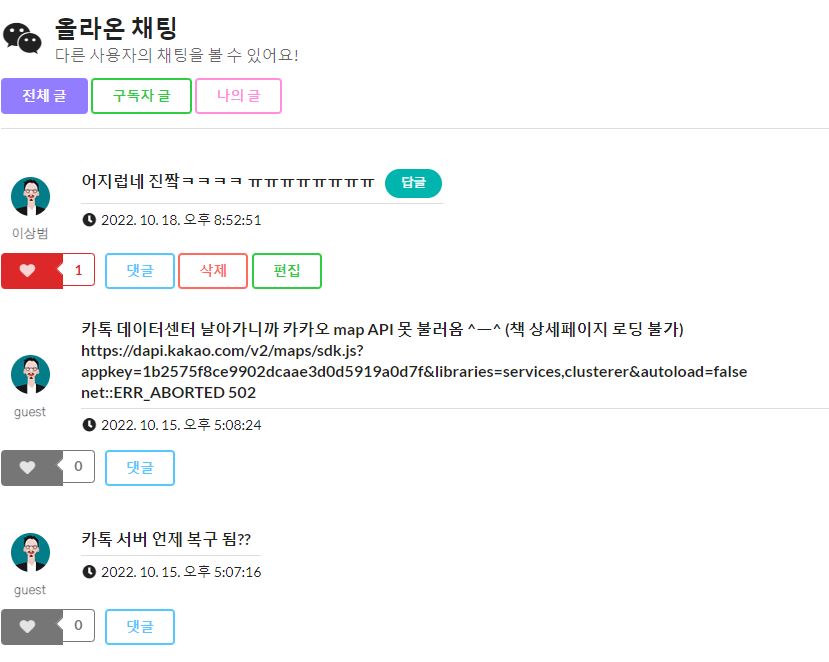 올라온 채팅
다른 사용자의 채팅을 볼 수 있어요!
전체 글 구독자 글 나의 글
어지럽네 진짴ㅋㅋㅋㅋ ㅠㅠㅠㅠㅠㅠㅠㅠ 답글
2022. 10. 18. 오후 8:52:51
이상범
1 댓글 삭제 편집
카톡 데이터센터 날아가니까 카카오 map API 못 불러옴 ^ㅡ^ (책 상세페이지 로딩 불가)
https://dapi.kakao.com/v2/maps/sdk.js?
appkey=1b2575f8ce9902dcaae3d0d5919a0d7f&libraries=services,clusterer&autoload=false
net::ERR_ABORTED 502
guest
2022. 10. 15. 오후 5:08:24
0 댓글
카톡 서버 언제 복구 됨??
2022. 10. 15. 오후 5:07:16
guest
0 댓글